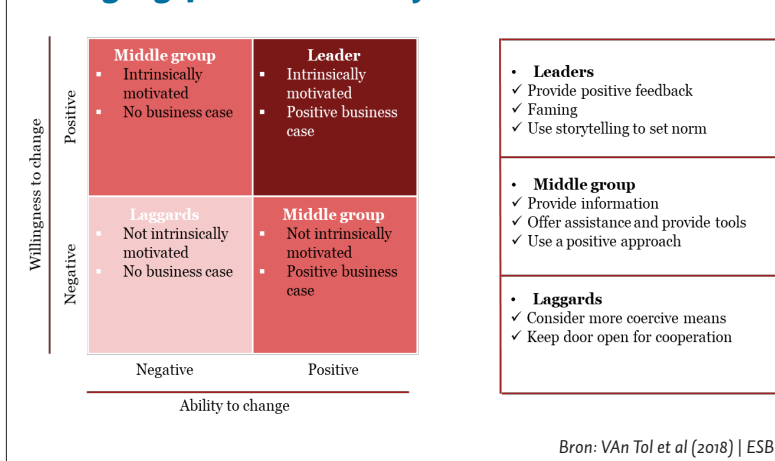 Middle group
▪ Intrinsically
motivated
▪ No business case
Leader
▪ Intrinsically
motivated
▪ Positive business
case
Laggards
▪ Not intrinsically
motivated
▪ No business case
Middle group
▪ Not intrinsically
motivated
▪ Positive business
case
Willingness to change
Positive
Negative
Negative
Positive
Ability to change
• Leaders
✓ Provide positive feedback
✓ Faming
✓ Use storytelling to set norm
• Middle group
✓ Provide information
✓ Offer assistance and provide tools
✓ Use a positive approach
• Laggards
✓ Consider more coercive means
✓ Keep door open for cooperation
Bron: VAn Tol et al (2018) | ESB